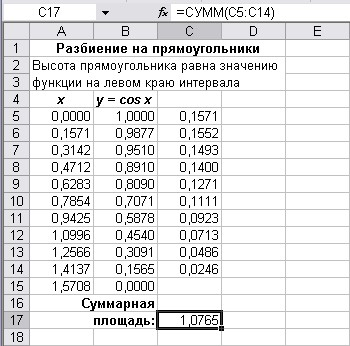 C17 =СУММ(C5:C14)
A B C D E
1 Разбиение на прямоугольники
2 Высота прямоугольника равна значению
3 функции на левом краю интервала
4 x y = cos x
5 0,0000 1,0000 0,1571
6 0,1571 0,9877 0,1552
7 0,3142 0,9510 0,1493
8 0,4712 0,8910 0,1400
9 0,6283 0,8090 0,1271
10 0,7854 0,7071 0,1111
11 0,9425 0,5878 0,0923
12 1,0996 0,4540 0,0713
13 1,2566 0,3091 0,0486
14 1,4137 0,1565 0,0246
15 1,5708 0,0000
16 Суммарная
17 площадь: 1,0765
18